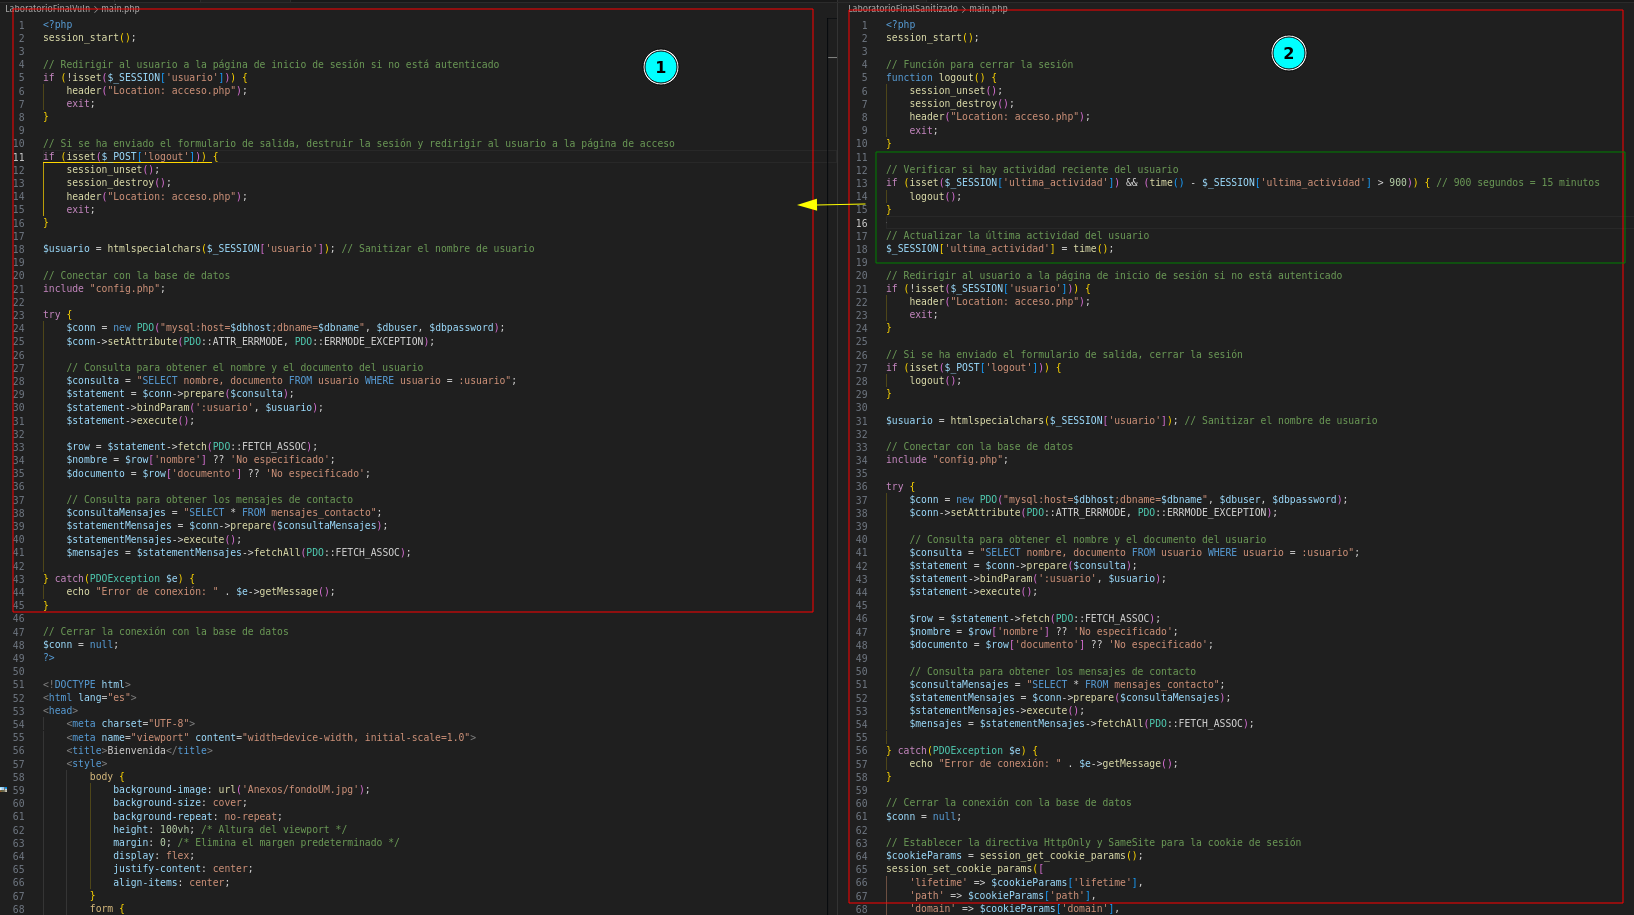 LaboratorioFinalVuln > main.php
1 <?php
2 session_start();
3
4 // Redirigir al usuario a la página de inicio de sesión si no está autenticado
5 if (!isset($_SESSION['usuario'])) {
6 header("Location: acceso.php");
7 exit;
8 }
9
10 // Si se ha enviado el formulario de salida, destruir la sesión y redirigir al usuario a la página de acceso
11 if (isset($_POST['logout'])) {
12 session_unset();
13 session_destroy();
14 header("Location: acceso.php");
15 exit;
16 }
17
18 $usuario = htmlspecialchars($_SESSION['usuario']); // Sanitizar el nombre de usuario
19
20 // Conectar con la base de datos
21 include "config.php";
22
23 try {
24 $conn = new PDO("mysql:host=$dbhost;dbname=$dbname", $dbuser, $dbpassword);
25 $conn->setAttribute(PDO::ATTR_ERRMODE, PDO::ERRMODE_EXCEPTION);
26
27 // Consulta para obtener el nombre y el documento del usuario
28 $consulta = "SELECT nombre, documento FROM usuario WHERE usuario = :usuario";
29 $statement = $conn->prepare($consulta);
30 $statement->bindParam(':usuario', $usuario);
31 $statement->execute();
32
33 $row = $statement->fetch(PDO::FETCH_ASSOC);
34 $nombre = $row['nombre'] ?? 'No especificado';
35 $documento = $row['documento'] ?? 'No especificado';
36
37 // Consulta para obtener los mensajes de contacto
38 $consultaMensajes = "SELECT * FROM mensajes_contacto";
39 $statementMensajes = $conn->prepare($consultaMensajes);
40 $statementMensajes->execute();
41 $mensajes = $statementMensajes->fetchAll(PDO::FETCH_ASSOC);
42
43 } catch(PDOException $e) {
44 echo "Error de conexión: " . $e->getMessage();
45 }
46
47 // Cerrar la conexión con la base de datos
48 $conn = null;
49 ?>
50
51 <!DOCTYPE html>
52 <html lang="es">
53 <head>
54 <meta charset="UTF-8">
55 <meta name="viewport" content="width=device-width, initial-scale=1.0">
56 <title>Bienvenida</title>
57 <style>
58 body {
59 background-image: url('Anexos/fondoUM.jpg');
60 background-size: cover;
61 background-repeat: no-repeat;
62 height: 100vh; /* Altura del viewport */
63 margin: 0; /* Elimina el margen predeterminado */
64 display: flex;
65 justify-content: center;
66 align-items: center;
67 }
68 form {
1
LaboratorioFinalSanitizado > main.php
1 <?php
2 session_start();
3
4 // Función para cerrar la sesión
5 function logout() {
6 session_unset();
7 session_destroy();
8 header("Location: acceso.php");
9 exit;
10 }
11
12 // Verificar si hay actividad reciente del usuario
13 if (isset($_SESSION['ultima_actividad']) && (time() - $_SESSION['ultima_actividad'] > 900)) { // 900 segundos = 15 minutos
14 logout();
15 }
16
17 // Actualizar la última actividad del usuario
18 $_SESSION['ultima_actividad'] = time();
19
20 // Redirigir al usuario a la página de inicio de sesión si no está autenticado
21 if (!isset($_SESSION['usuario'])) {
22 header("Location: acceso.php");
23 exit;
24 }
25
26 // Si se ha enviado el formulario de salida, cerrar la sesión
27 if (isset($_POST['logout'])) {
28 logout();
29 }
30
31 $usuario = htmlspecialchars($_SESSION['usuario']); // Sanitizar el nombre de usuario
32
33 // Conectar con la base de datos
34 include "config.php";
35
36 try {
37 $conn = new PDO("mysql:host=$dbhost;dbname=$dbname", $dbuser, $dbpassword);
38 $conn->setAttribute(PDO::ATTR_ERRMODE, PDO::ERRMODE_EXCEPTION);
39
40 // Consulta para obtener el nombre y el documento del usuario
41 $consulta = "SELECT nombre, documento FROM usuario WHERE usuario = :usuario";
42 $statement = $conn->prepare($consulta);
43 $statement->bindParam(':usuario', $usuario);
44 $statement->execute();
45
46 $row = $statement->fetch(PDO::FETCH_ASSOC);
47 $nombre = $row['nombre'] ?? 'No especificado';
48 $documento = $row['documento'] ?? 'No especificado';
49
50 // Consulta para obtener los mensajes de contacto
51 $consultaMensajes = "SELECT * FROM mensajes_contacto";
52 $statementMensajes = $conn->prepare($consultaMensajes);
53 $statementMensajes->execute();
54 $mensajes = $statementMensajes->fetchAll(PDO::FETCH_ASSOC);
55
56 } catch(PDOException $e) {
57 echo "Error de conexión: " . $e->getMessage();
58 }
59
60 // Cerrar la conexión con la base de datos
61 $conn = null;
62
63 // Establecer la directiva HttpOnly y SameSite para la cookie de sesión
64 $cookieParams = session_get_cookie_params();
65 session_set_cookie_params([
66 'lifetime' => $cookieParams['lifetime'],
67 'path' => $cookieParams['path'],
68 'domain' => $cookieParams['domain'],
2